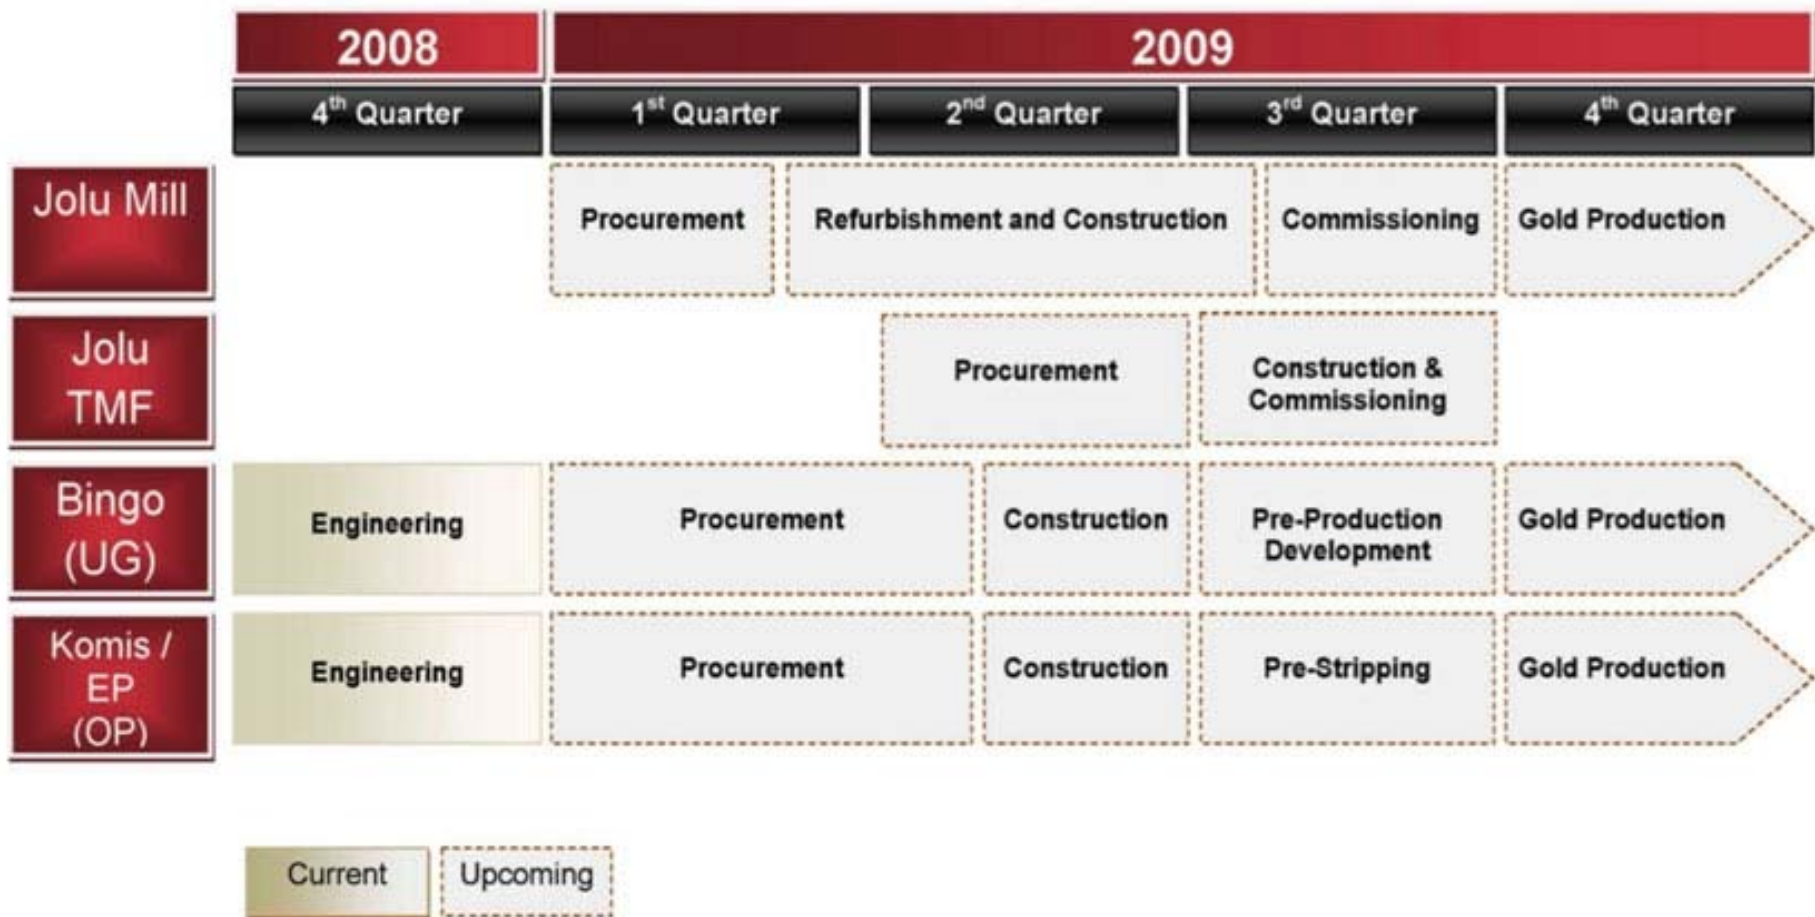 2008
2009
4th Quarter
1st Quarter
2nd Quarter
3rd Quarter
4th Quarter
Jolu Mill
Procurement
Refurbishment and Construction
Commissioning
Gold Production
Jolu
TMF
Procurement
Construction &
Commissioning
Bingo
(UG)
Engineering
Procurement
Construction
Pre-Production
Development
Gold Production
Komis /
EP
(OP)
Engineering
Procurement
Construction
Pre-Stripping
Gold Production
Current
Upcoming